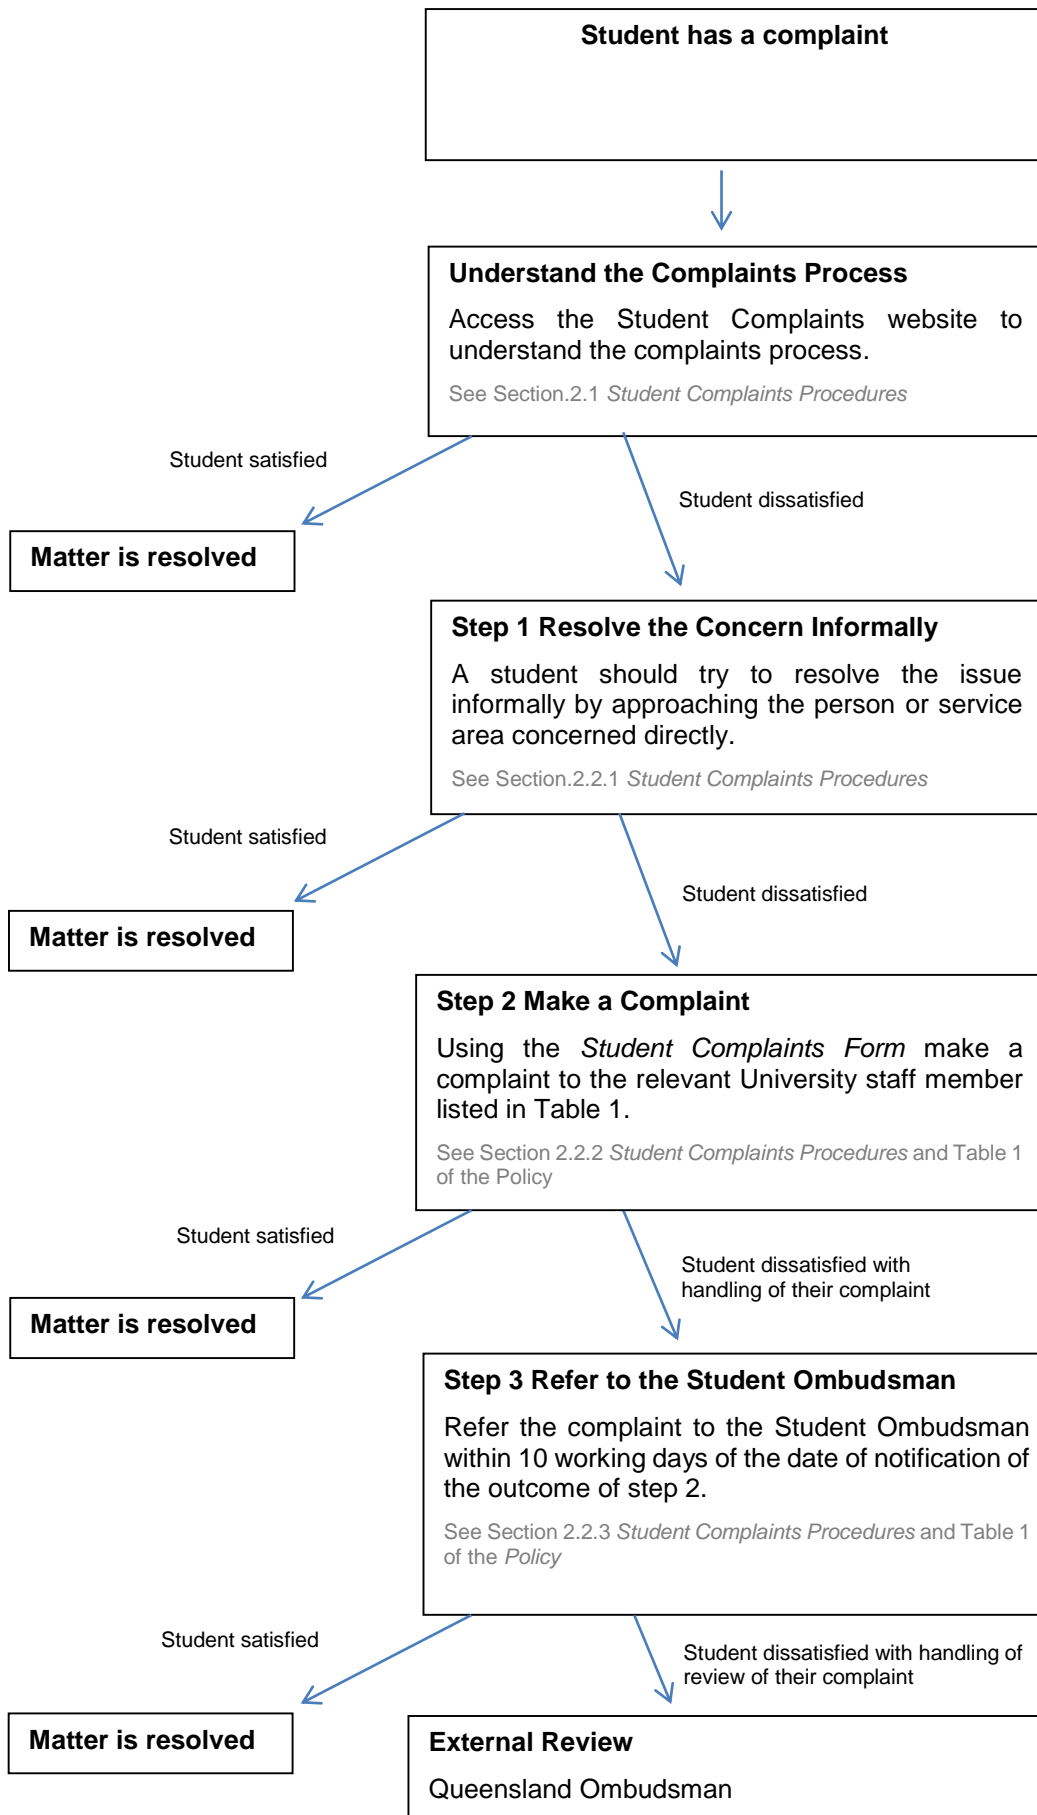 Student has a complaint
Understand the Complaints Process
Access the Student Complaints website to
understand the complaints process.
See Section.2.1 Student Complaints Procedures
Student satisfied
Student dissatisfied
Matter is resolved
Step 1 Resolve the Concern Informally
A student should try to resolve the issue
informally by approaching the person or service
area concerned directly.
See Section.2.2.1 Student Complaints Procedures
Student satisfied
Student dissatisfied
Matter is resolved
Step 2 Make a Complaint
Using the Student Complaints Form make a
complaint to the relevant University staff member
listed in Table 1.
See Section 2.2.2 Student Complaints Procedures and Table 1
of the Policy
Student satisfied
Student dissatisfied with
handling of their complaint
Matter is resolved
Step 3 Refer to the Student Ombudsman
Refer the complaint to the Student Ombudsman
within 10 working days of the date of notification of
the outcome of step 2.
See Section 2.2.3 Student Complaints Procedures and Table 1
of the Policy
Student satisfied
Student dissatisfied with handling of
review of their complaint
Matter is resolved
External Review
Queensland Ombudsman